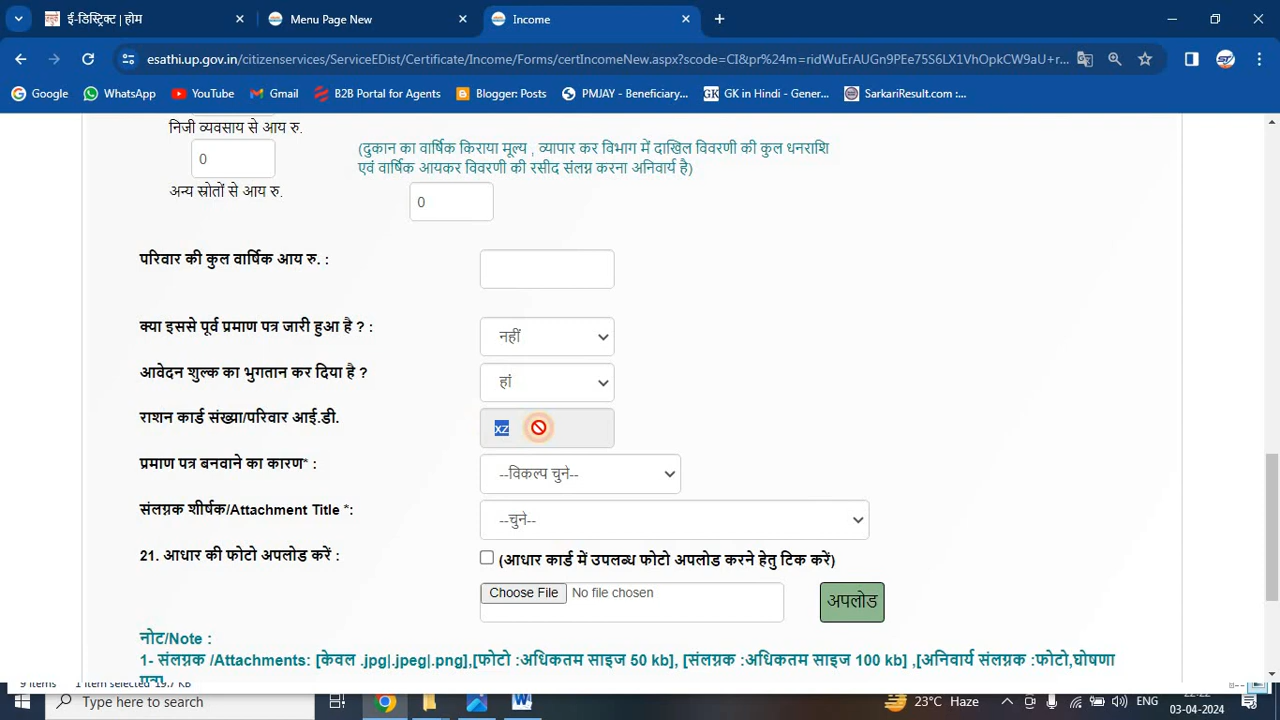 ई-डिस्ट्रिक्ट | होम
Menu Page New
Income
esathi.up.gov.in/citizenservices/ServiceEDist/Certificate/Income/Forms/certIncomeNew.aspx?scode=CI&pr%24m=ridWuErAUGn9PEe75S6LX1VhOpkCW9aU+r...
Google
WhatsApp
YouTube
Gmail
B2B Portal for Agents
Blogger: Posts
PMJAY - Beneficiary...
GK in Hindi - Gener...
SarkariResult.com :...
निजी व्यवसाय से आय रु.
0
(दुकान का वार्षिक किराया मूल्य , व्यापार कर विभाग में दाखिल विवरणी की कुल धनराशि
एवं वार्षिक आयकर विवरणी की रसीद संलग्न करना अनिवार्य है)
अन्य स्रोतों से आय रु.
0
परिवार की कुल वार्षिक आय रु. :
क्या इससे पूर्व प्रमाण पत्र जारी हुआ है ? :
नहीं
आवेदन शुल्क का भुगतान कर दिया है ?
हां
राशन कार्ड संख्या/परिवार आई.डी.
xz
प्रमाण पत्र बनवाने का कारण* :
--विकल्प चुने--
संलग्नक शीर्षक/Attachment Title *:
--चुने--
21. आधार की फोटो अपलोड करें :
(आधार कार्ड में उपलब्ध फोटो अपलोड करने हेतु टिक करें)
Choose File No file chosen
अपलोड
नोट/Note :
1- संलग्नक /Attachments: [केवल .jpg|.jpeg|.png],[फोटो :अधिकतम साइज 50 kb], [संलग्नक :अधिकतम साइज 100 kb] ,[अनिवार्य संलग्नक :फोटो,घोषणा
9 items 1 item selected 19.7 KB
Type here to search
23°C Haze
ENG
03-04-2024